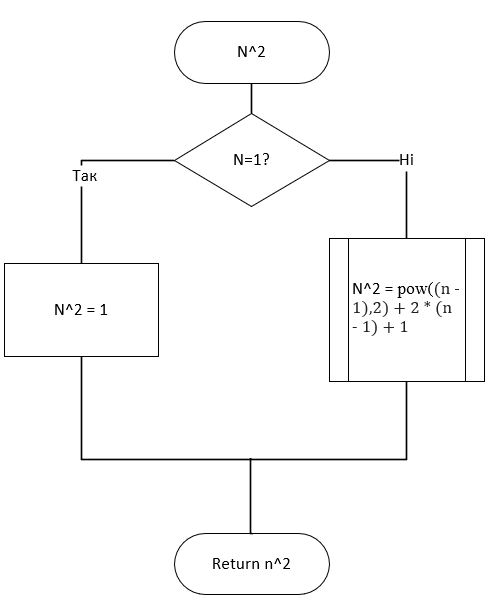 N^2
N=1?
Так
Ні
N^2 = 1
N^2 = pow((n -
1),2) + 2 * (n
- 1) + 1
Return n^2